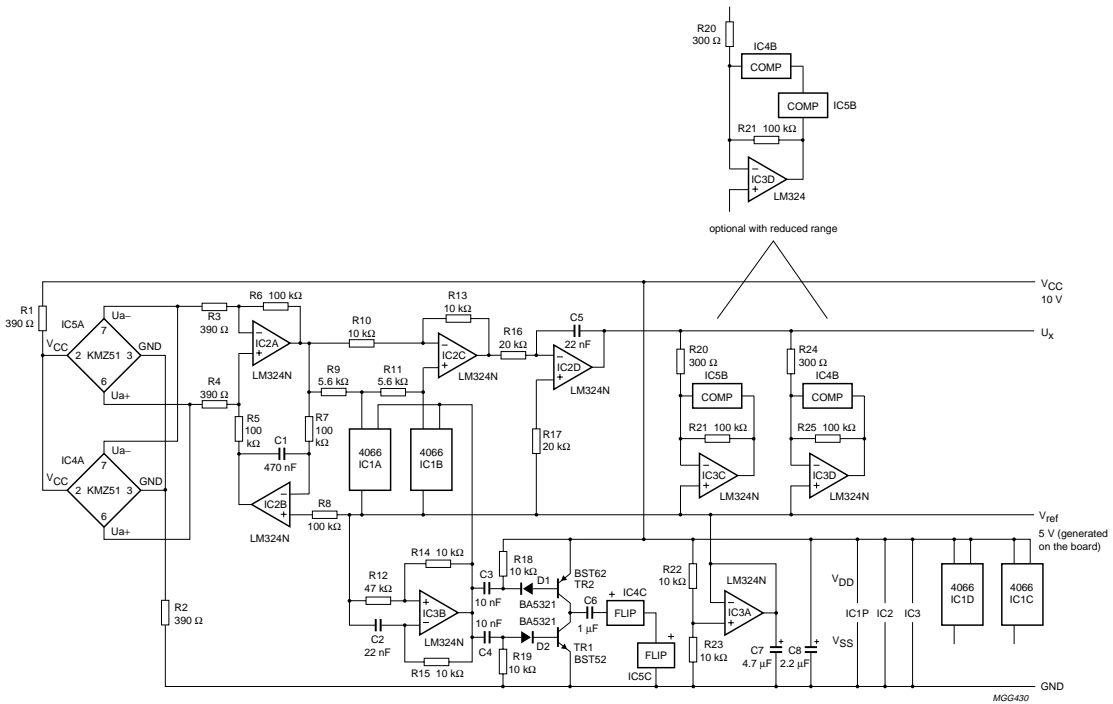 R20
300 Ω
IC4B
COMP
COMP
IC5B
R21 100 kΩ
−
+
IC3D
LM324
optional with reduced range
VCC
10 V
Ux
R1
390 Ω
IC5A
Ua−
7
VCC
2 KMZ51 3
GND
6
Ua+
R3
390 Ω
R4
390 Ω
R6 100 kΩ
−
+
IC2A
LM324N
R10
10 kΩ
R13
10 kΩ
−
+
IC2C
LM324N
R16
20 kΩ
C5
22 nF
−
+
IC2D
LM324N
R9
5.6 kΩ
R11
5.6 kΩ
R5
100
kΩ
R7
100
kΩ
C1
470 nF
4066
IC1A
4066
IC1B
R17
20 kΩ
R20
300 Ω
IC5B
COMP
R21 100 kΩ
−
+
IC3C
LM324N
R24
300 Ω
IC4B
COMP
R25 100 kΩ
−
+
IC3D
LM324N
IC4A
Ua−
7
VCC
2 KMZ51 3
GND
6
Ua+
−
+
IC2B
LM324N
R8
100 kΩ
Vref
5 V (generated
on the board)
R2
390 Ω
R12
47 kΩ
R14 10 kΩ
+
−
IC3B
LM324N
C2
22 nF
R15 10 kΩ
C3
10 nF
10 nF
C4
R18
10 kΩ
D1
BA5321
BA5321
D2
R19
10 kΩ
BST62
TR2
TR1
BST52
C6
1 µF
+
IC4C
FLIP
+
FLIP
IC5C
R22
10 kΩ
R23
10 kΩ
LM324N
−
+
IC3A
C7
4.7 µF
+
C8
2.2 µF
+
VDD
IC1P
VSS
IC2
IC3
4066
IC1D
4066
IC1C
GND
MGG430